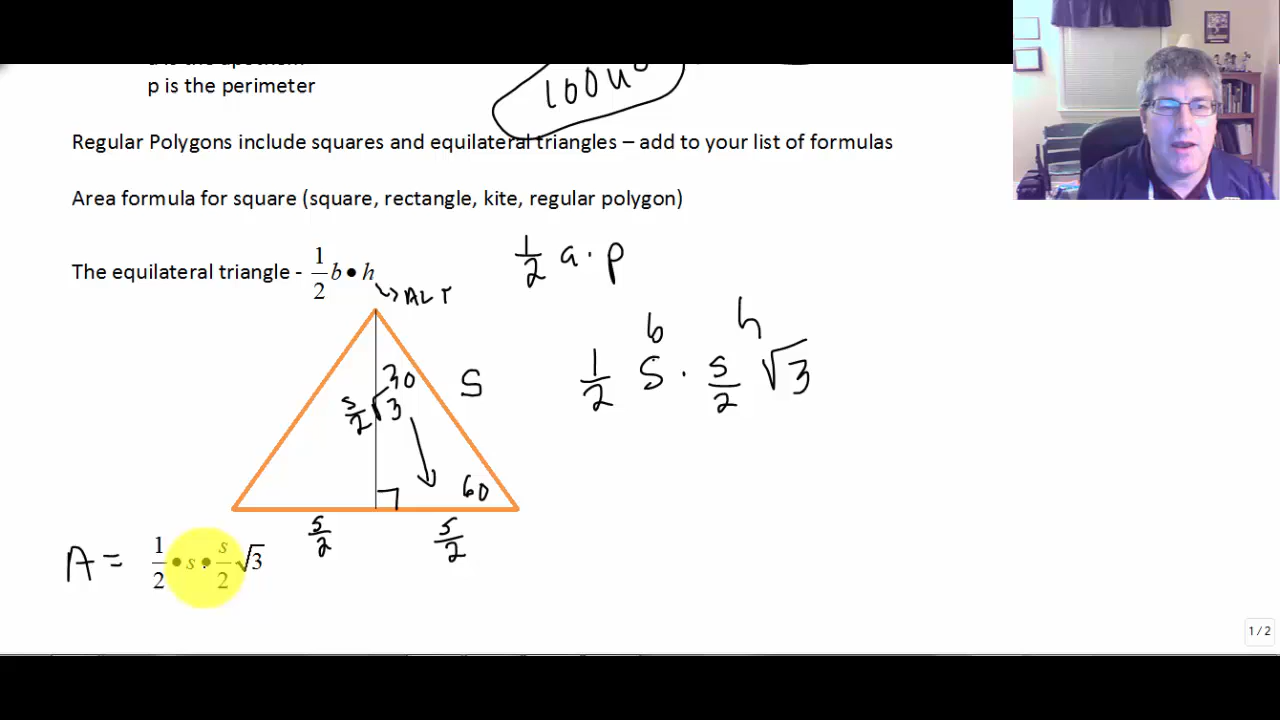 p is the perimeter
100u
Regular Polygons include squares and equilateral triangles – add to your list of formulas
Area formula for square (square, rectangle, kite, regular polygon)
The equilateral triangle - 1/2 b • h
1/2 a · p
ALT
b h
1/2 S · s/2 √3
30
S
s/2 √3
60
s/2 s/2
A = 1/2 • s • s/2 √3
1 / 2